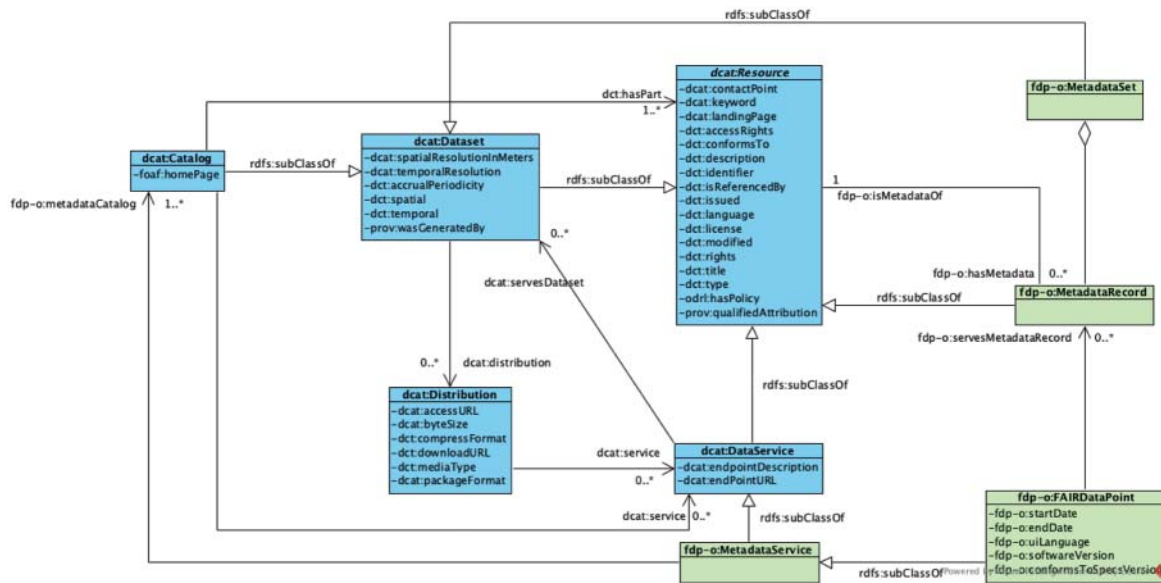 rdfs:subClassOf
dcat:Resource
-dcat:contactPoint
-dcat:keyword
-dcat:landingPage
-dct:accessRights
-dct:conformsTo
-dct:description
-dct:identifier
-dct:isReferencedBy
-dct:issued
-dct:language
-dct:license
-dct:modified
-dct:rights
-dct:title
-dct:type
-odrl:hasPolicy
-prov:qualifiedAttribution
fdp-o:MetadataSet
dct:hasPart
1..*
dcat:Dataset
-dcat:spatialResolutionInMeters
-dcat:temporalResolution
-dct:accrualPeriodicity
-dct:spatial
-dct:temporal
-prov:wasGeneratedBy
dcat:Catalog
-foaf:homePage
rdfs:subClassOf
rdfs:subClassOf
1
fdp-o:isMetadataOf
fdp-o:metadataCatalog
1..*
0..*
dcat:servesDataset
fdp-o:hasMetadata
0..*
fdp-o:MetadataRecord
rdfs:subClassOf
fdp-o:servesMetadataRecord
0..*
0..*
dcat:distribution
rdfs:subClassOf
dcat:Distribution
-dcat:accessURL
-dcat:byteSize
-dct:compressFormat
-dct:downloadURL
-dct:mediaType
-dcat:packageFormat
dcat:service
0..*
dcat:DataService
-dcat:endpointDescription
-dcat:endPointURL
dcat:service
0..*
rdfs:subClassOf
fdp-o:FAIRDataPoint
-fdp-o:startDate
-fdp-o:endDate
-fdp-o:uiLanguage
-fdp-o:softwareVersion
-fdp-o:conformsToSpecsVersion
fdp-o:MetadataService
rdfs:subClassOf
Powered by